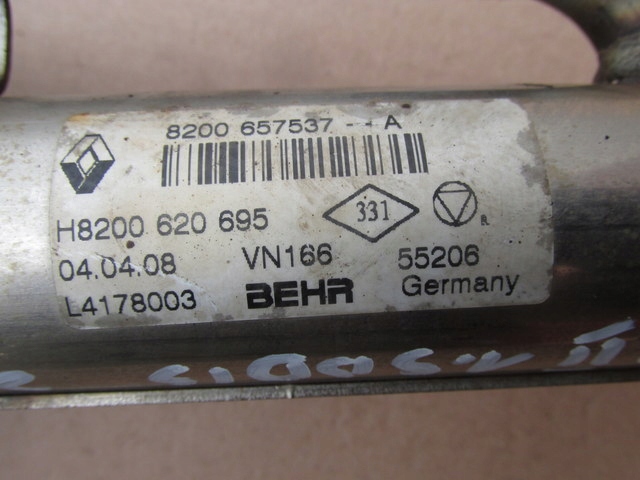 8200 657537 -- A
H8200 620 695
331
04.04.08 VN166 55206
L4178003 BEHR Germany